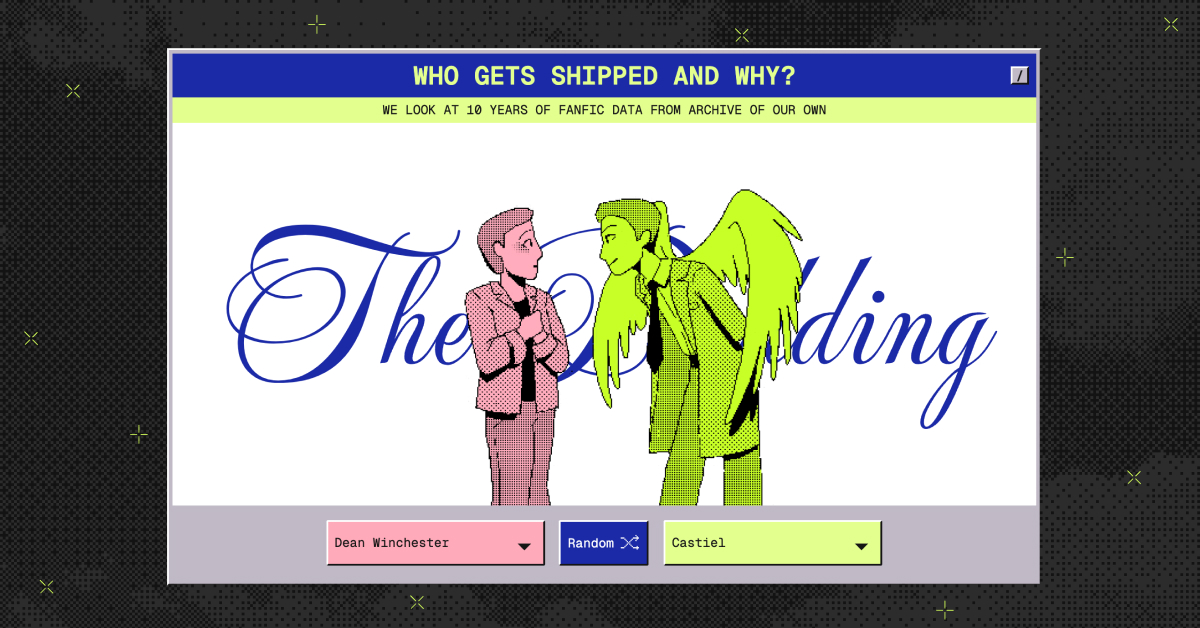 WHO GETS SHIPPED AND WHY?
/
WE LOOK AT 10 YEARS OF FANFIC DATA FROM ARCHIVE OF OUR OWN
The
ding
Dean Winchester
Random
Castiel